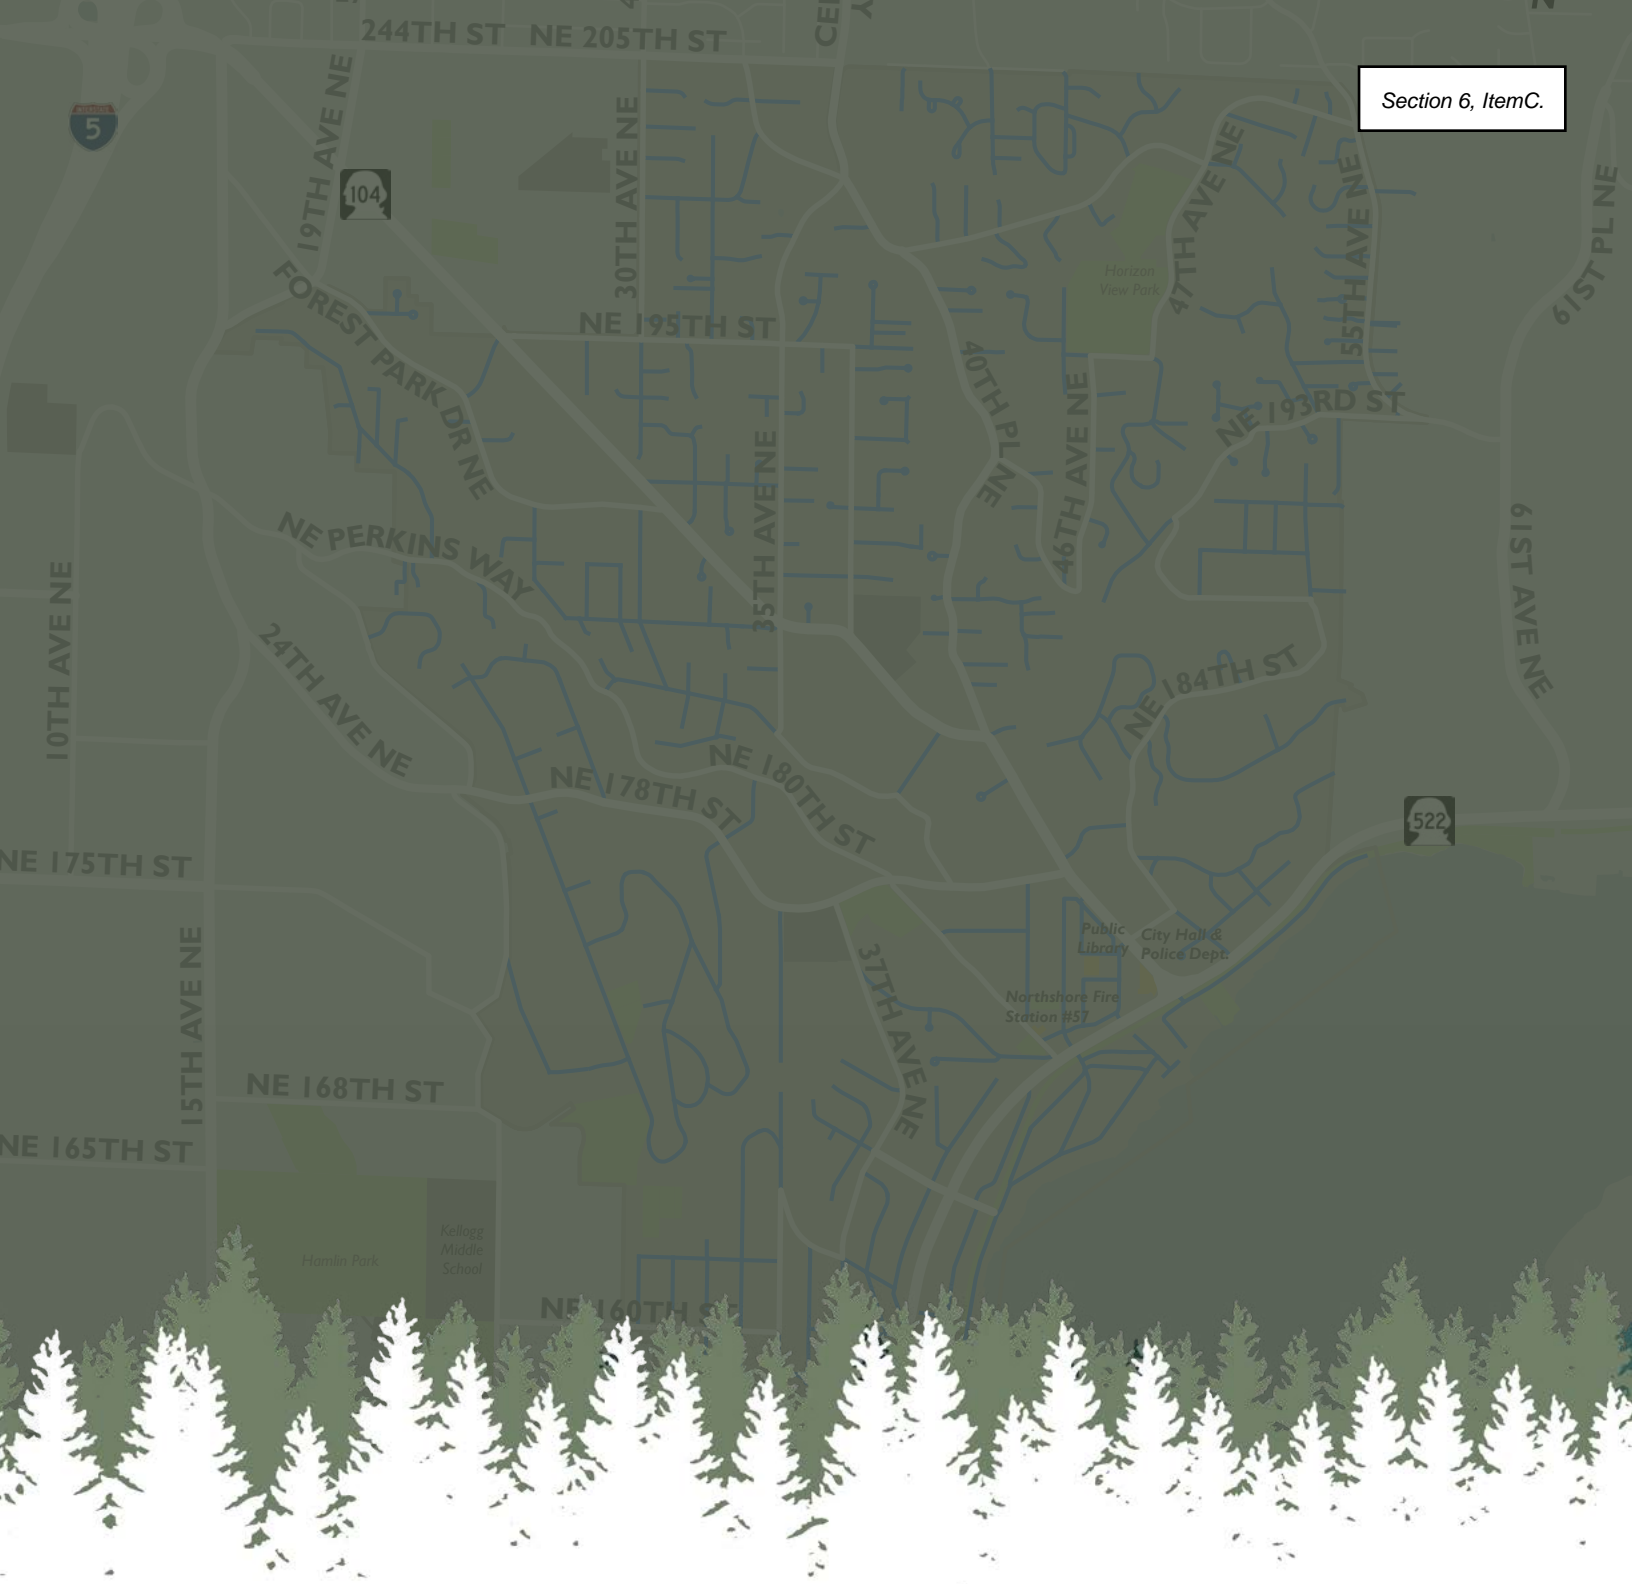 244TH ST NE 205TH ST
Section 6, ItemC.
5
19TH AVE NE
104
30TH AVE NE
47TH AVE NE
55TH AVE NE
61ST PL NE
FOREST PARK DR NE
Horizon
View Park
NE 195TH ST
40TH PL NE
46TH AVE NE
NE 193RD ST
35TH AVE NE
NE PERKINS WAY
61ST AVE NE
10TH AVE NE
24TH AVE NE
NE 184TH ST
NE 180TH ST
NE 178TH ST
522
NE 175TH ST
15TH AVE NE
37TH AVE NE
Public
Library
City Hall &
Police Dept.
Northshore Fire
Station #57
NE 168TH ST
NE 165TH ST
Hamlin Park
Kellogg
Middle
School
NE 160TH ST